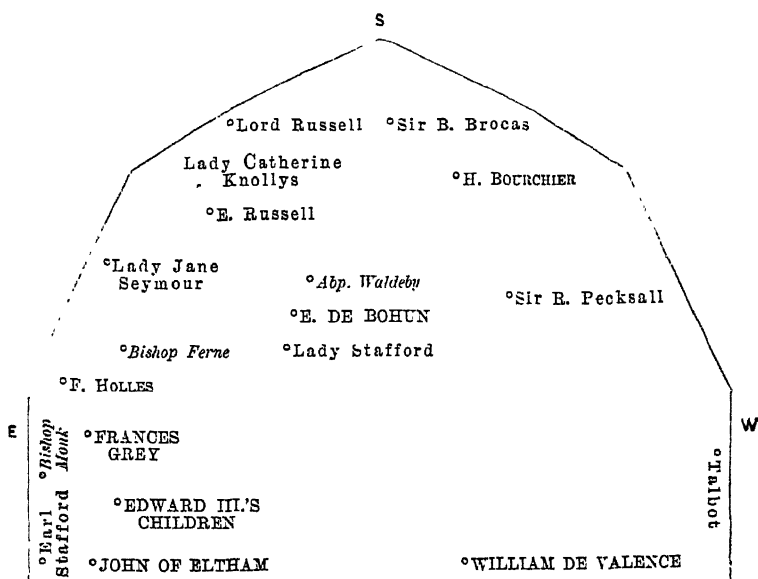 S
°Lord Russell °Sir B. Brocas
Lady Catherine
Knollys
°H. BOURCHIER
°E. Russell
°Lady Jane
Seymour
°Abp. Waldeby
°Sir R. Pecksall
°E. DE BOHUN
°Bishop Ferne °Lady Stafford
°F. HOLLES
E
°Bishop
Monk
°FRANCES
GREY
W
°Talbot
°Earl
Stafford
°EDWARD III.'S
CHILDREN
°JOHN OF ELTHAM °WILLIAM DE VALENCE